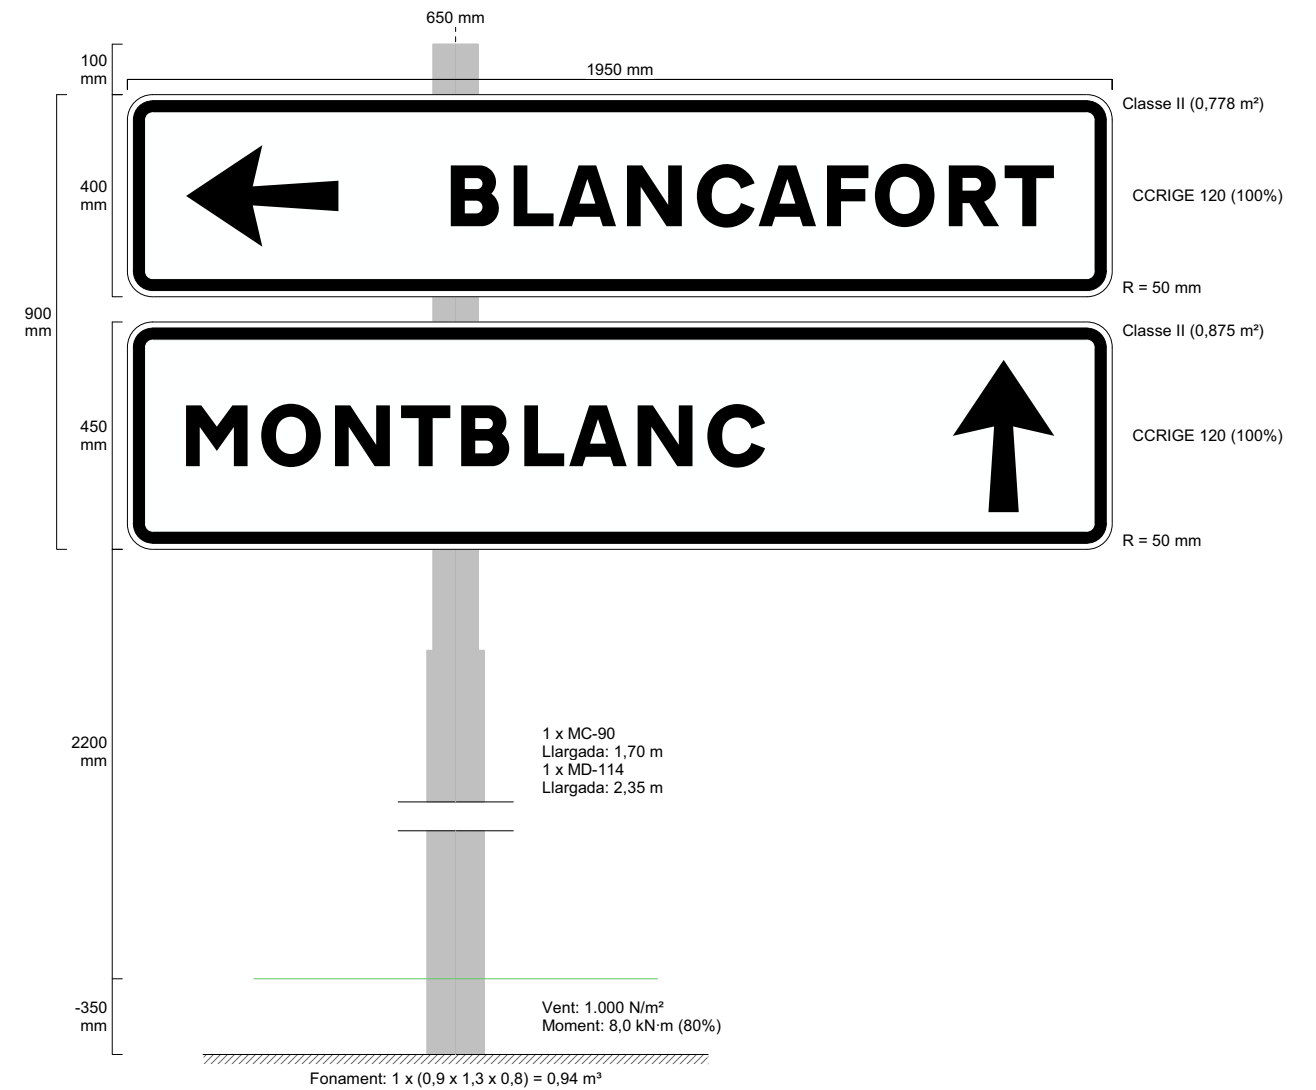 650 mm
100
mm
1950 mm
Classe II (0,778 m²)
400
mm
BLANCAFORT
CCRIGE 120 (100%)
R = 50 mm
900
mm
Classe II (0,875 m²)
450
mm
MONTBLANC
CCRIGE 120 (100%)
R = 50 mm
2200
mm
1 x MC-90
Llargada: 1,70 m
1 x MD-114
Llargada: 2,35 m
-350
mm
Vent: 1.000 N/m²
Moment: 8,0 kN·m (80%)
Fonament: 1 x (0,9 x 1,3 x 0,8) = 0,94 m³